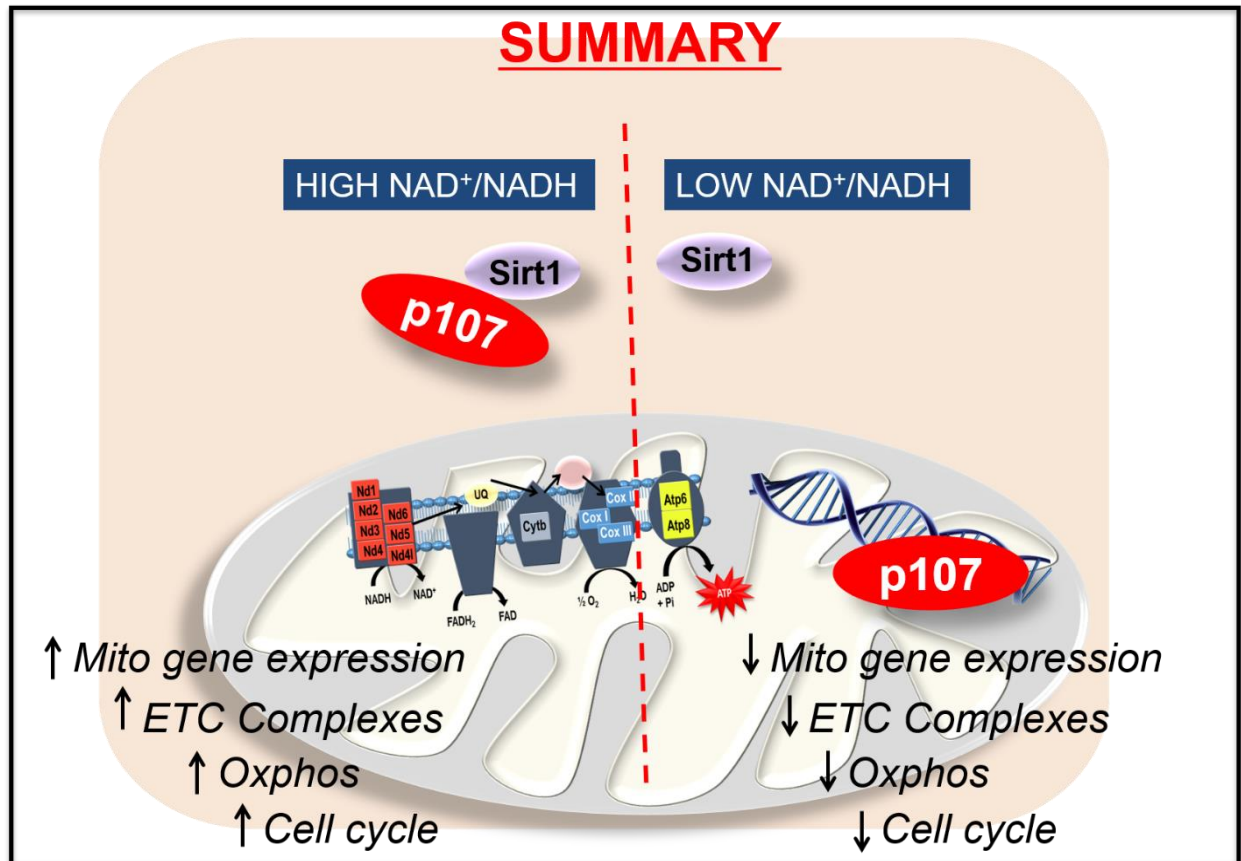 SUMMARY
HIGH NAD⁺/NADH
LOW NAD⁺/NADH
Sirt1
p107
Sirt1
Nd1
Nd2
Nd3
Nd4
Nd6
Nd5
Nd4l
NADH
NAD⁺
UQ
FADH₂
FAD
Cytb
Cox II
Cox I
Cox III
½ O₂
H₂O
Atp6
Atp8
ADP
+ Pi
ATP
p107
↑ Mito gene expression
↑ ETC Complexes
↑ Oxphos
↑ Cell cycle
↓ Mito gene expression
↓ ETC Complexes
↓ Oxphos
↓ Cell cycle